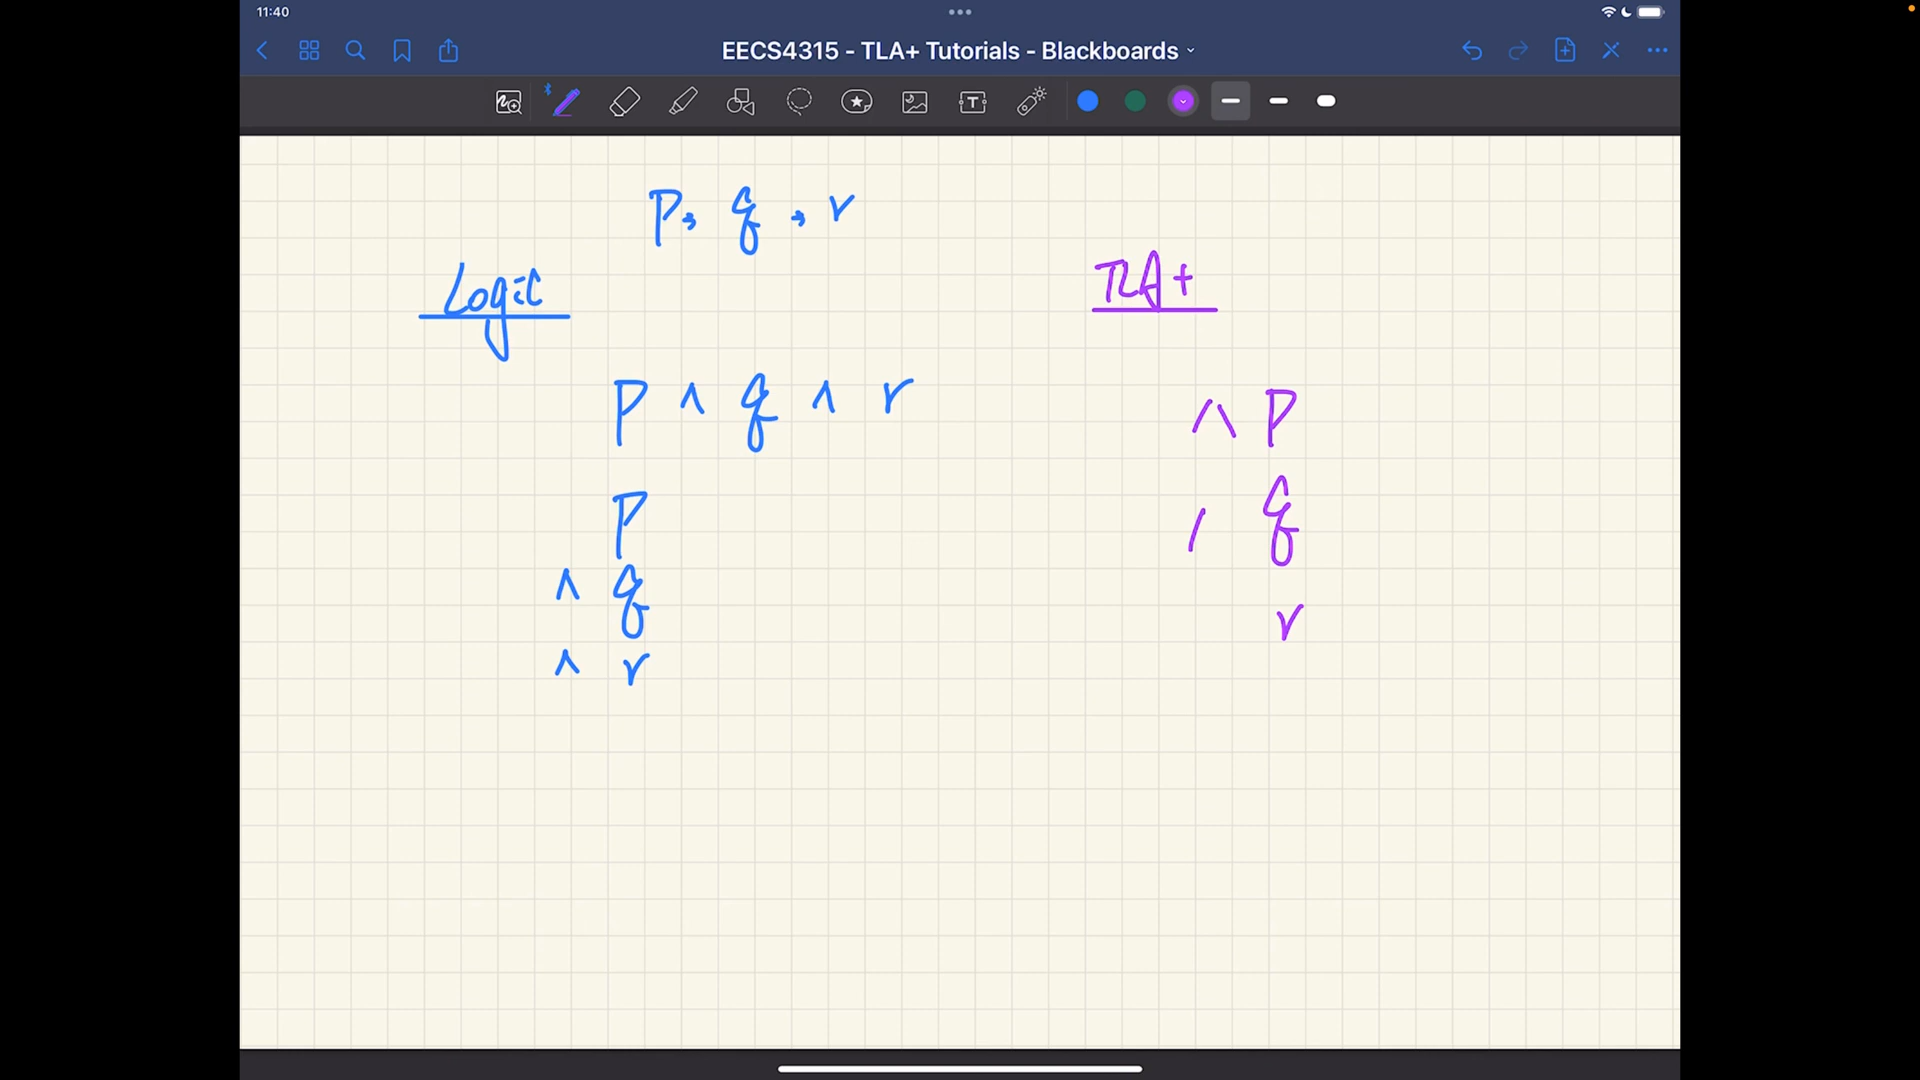 11:40
EECS4315 - TLA+ Tutorials - Blackboards
p, q, r
Logic
TLA+
p ∧ q ∧ r
p
∧ q
∧ r
/\ p
/ q
r